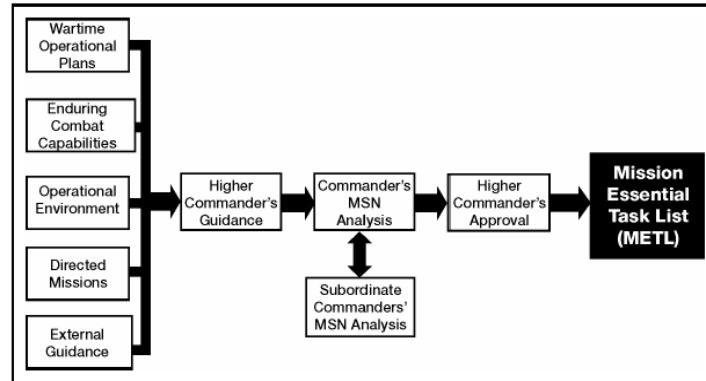 Wartime
Operational
Plans
Enduring
Combat
Capabilities
Operational
Environment
Directed
Missions
External
Guidance
Higher
Commander's
Guidance
Commander's
MSN
Analysis
Subordinate
Commanders'
MSN Analysis
Higher
Commander's
Approval
Mission
Essential
Task List
(METL)